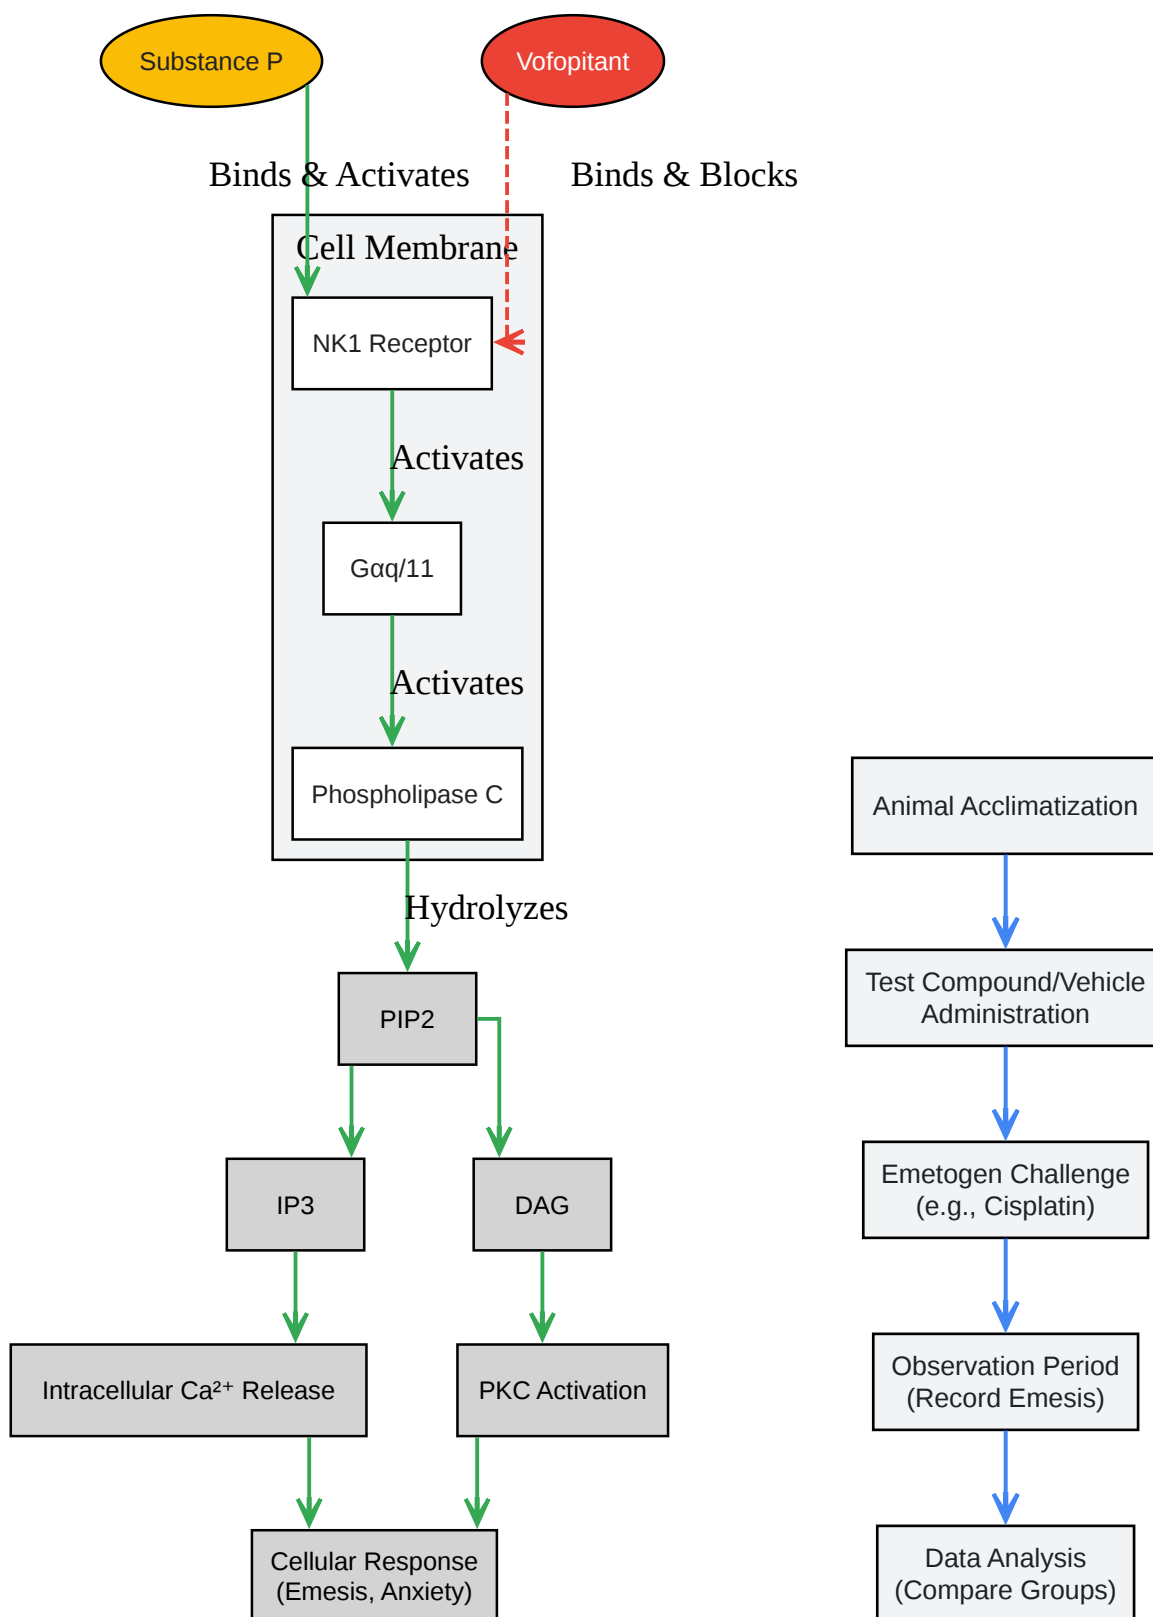 Substance P
Vofopitant
Binds & Activates
Binds & Blocks
Cell Membrane
NK1 Receptor
Activates
Gαq/11
Activates
Phospholipase C
Hydrolyzes
PIP2
IP3
DAG
Intracellular Ca²⁺ Release
PKC Activation
Cellular Response
(Emesis, Anxiety)
Animal Acclimatization
Test Compound/Vehicle
Administration
Emetogen Challenge
(e.g., Cisplatin)
Observation Period
(Record Emesis)
Data Analysis
(Compare Groups)